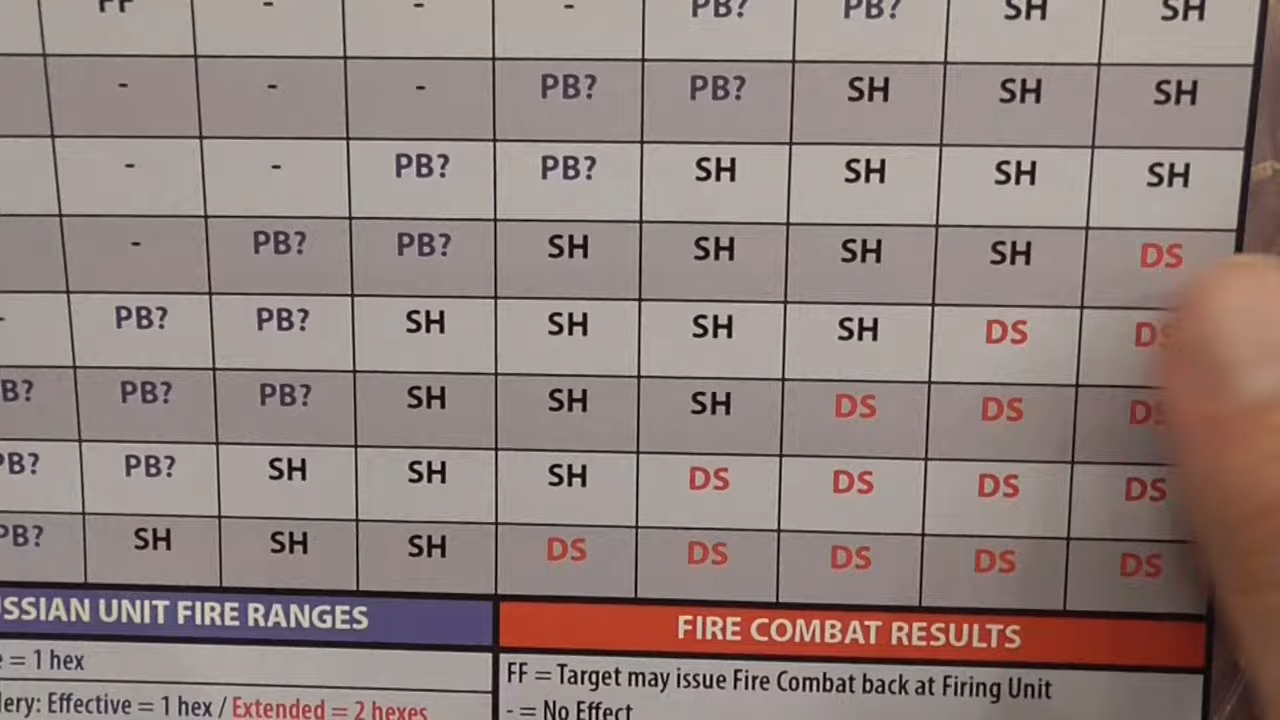 FF - - - PB? PB? SH SH
- - - PB? PB? SH SH SH
- - PB? PB? SH SH SH SH
- PB? PB? SH SH SH SH DS
- PB? PB? SH SH SH SH DS DS
B? PB? PB? SH SH SH DS DS DS
PB? PB? SH SH SH DS DS DS DS
PB? SH SH SH DS DS DS DS DS
SSIAN UNIT FIRE RANGES
FIRE COMBAT RESULTS
= 1 hex
FF = Target may issue Fire Combat back at Firing Unit
lery: Effective = 1 hex / Extended = 2 hexes
- = No Effect